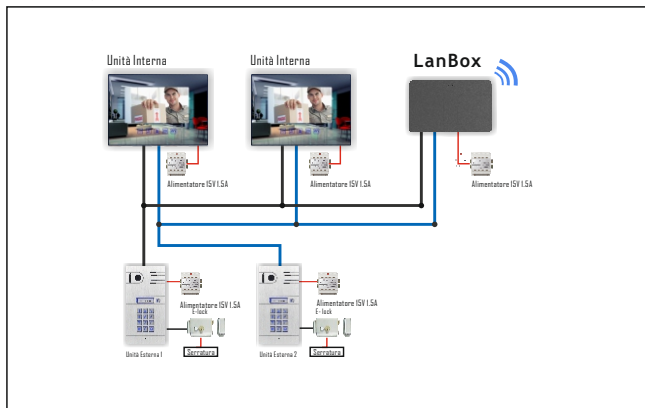 Unità Interna
Unità Interna
LanBox
Alimentatore 15V 1.5A
Alimentatore 15V 1.5A
Alimentatore 15V 1.5A
Alimentatore 15V 1.5A
E-lock
Alimentatore 15V 1.5A
E-lock
Unità Esterna 1
Serratura
Unità Esterna 2
Serratura